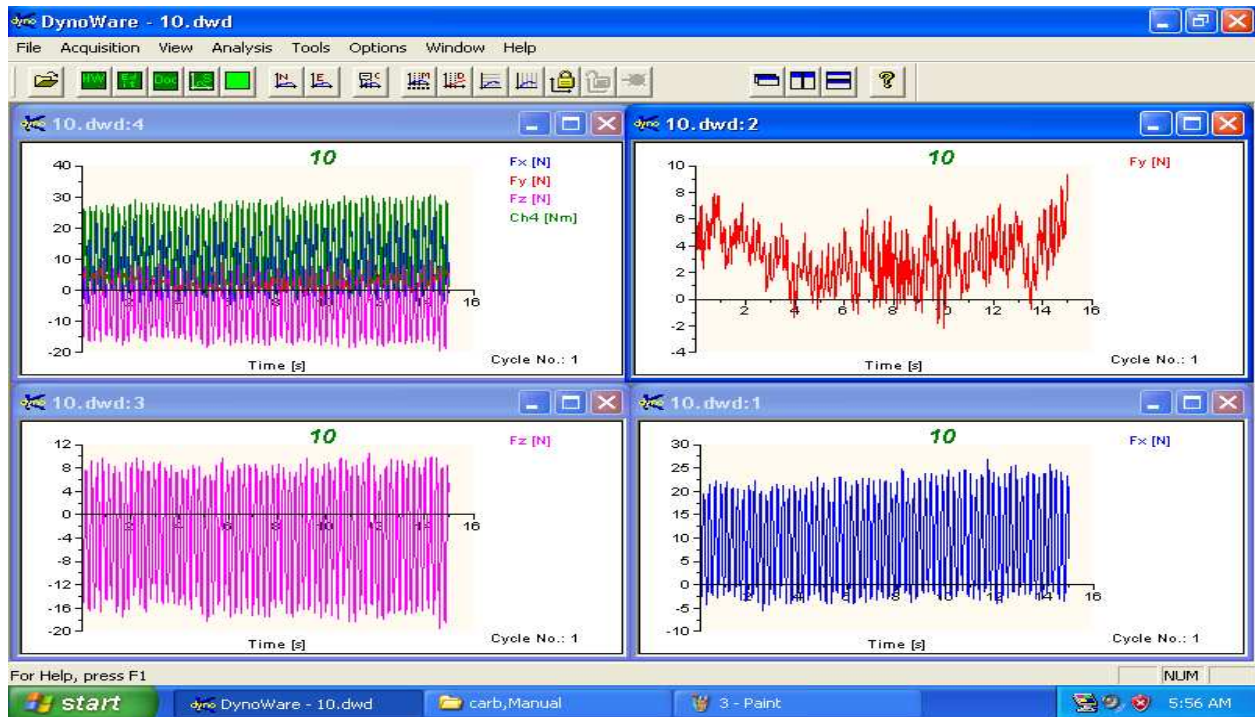 DynoWare - 10.dwd
File Acquisition View Analysis Tools Options Window Help
10.dwd:4
10
40
30
20
10
0
-10
-20
16
Fx [N]
Fy [N]
Fz [N]
Ch4 [Nm]
Time [s]
Cycle No.: 1
10.dwd:2
10
10
8
6
4
2
0
-2
-4
2 4 6 8 10 12 14 16
Fy [N]
Time [s]
Cycle No.: 1
10.dwd:3
10
12
8
4
0
-4
-8
-12
-16
-20
16
Fz [N]
Time [s]
Cycle No.: 1
10.dwd:1
10
30
25
20
15
10
5
0
-5
-10
16
Fx [N]
Time [s]
Cycle No.: 1
For Help, press F1
NUM
start
DynoWare - 10.dwd
carb,Manual
3 - Paint
5:56 AM